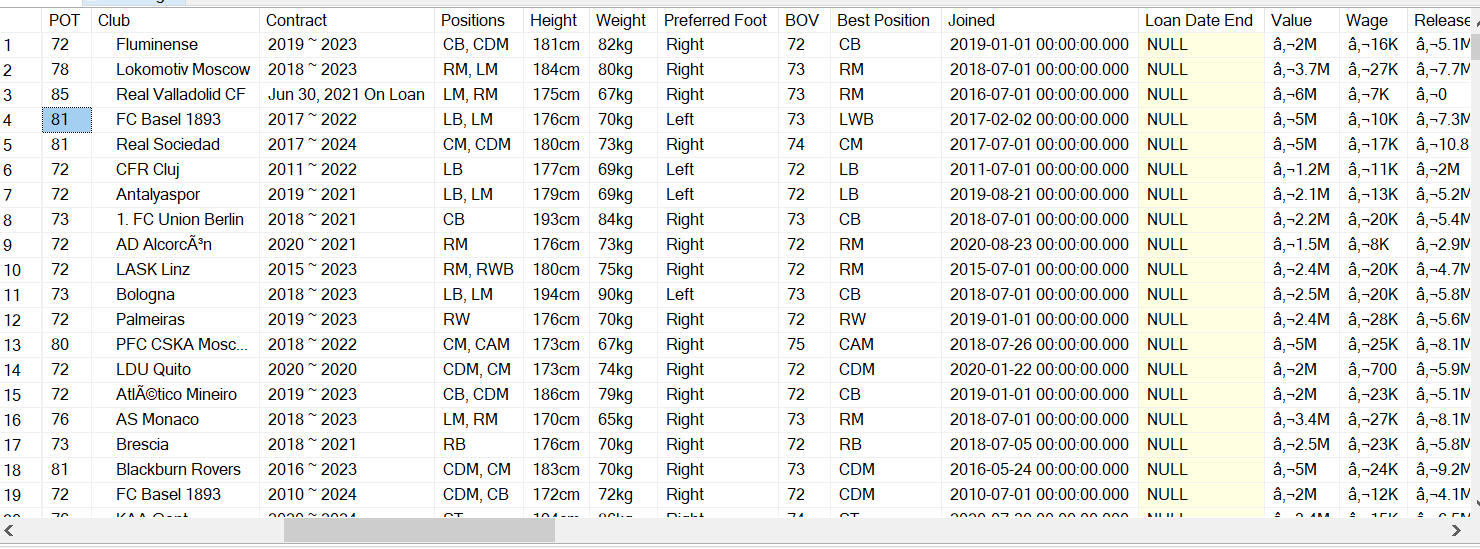 POT Club Contract Positions Height Weight Preferred Foot BOV Best Position Joined Loan Date End Value Wage Release
1 72 Fluminense 2019 ~ 2023 CB, CDM 181cm 82kg Right 72 CB 2019-01-01 00:00:00.000 NULL â‚¬2M â‚¬16K â‚¬5.1M
2 78 Lokomotiv Moscow 2018 ~ 2023 RM, LM 184cm 80kg Right 73 RM 2018-07-01 00:00:00.000 NULL â‚¬3.7M â‚¬27K â‚¬7.7M
3 85 Real Valladolid CF Jun 30, 2021 On Loan LM, RM 175cm 67kg Right 73 RM 2016-07-01 00:00:00.000 NULL â‚¬6M â‚¬7K â‚¬0
4 81 FC Basel 1893 2017 ~ 2022 LB, LM 176cm 70kg Left 73 LWB 2017-02-02 00:00:00.000 NULL â‚¬5M â‚¬10K â‚¬7.3M
5 81 Real Sociedad 2017 ~ 2024 CM, CDM 180cm 73kg Right 74 CM 2017-07-01 00:00:00.000 NULL â‚¬5M â‚¬17K â‚¬10.8
6 72 CFR Cluj 2011 ~ 2022 LB 177cm 69kg Left 72 LB 2011-07-01 00:00:00.000 NULL â‚¬1.2M â‚¬11K â‚¬2M
7 72 Antalyaspor 2019 ~ 2021 LB, LM 179cm 69kg Left 72 LB 2019-08-21 00:00:00.000 NULL â‚¬2.1M â‚¬13K â‚¬5.2M
8 73 1. FC Union Berlin 2018 ~ 2021 CB 193cm 84kg Right 73 CB 2018-07-01 00:00:00.000 NULL â‚¬2.2M â‚¬20K â‚¬5.4M
9 72 AD AlcorcÃ³n 2020 ~ 2021 RM 176cm 73kg Right 72 RM 2020-08-23 00:00:00.000 NULL â‚¬1.5M â‚¬8K â‚¬2.9M
10 72 LASK Linz 2015 ~ 2023 RM, RWB 180cm 75kg Right 72 RM 2015-07-01 00:00:00.000 NULL â‚¬2.4M â‚¬20K â‚¬4.7M
11 73 Bologna 2018 ~ 2023 LB, LM 194cm 90kg Left 73 CB 2018-07-01 00:00:00.000 NULL â‚¬2.5M â‚¬20K â‚¬5.8M
12 72 Palmeiras 2019 ~ 2023 RW 176cm 70kg Right 72 RW 2019-01-01 00:00:00.000 NULL â‚¬2.4M â‚¬28K â‚¬5.6M
13 80 PFC CSKA Mosc... 2018 ~ 2022 CM, CAM 173cm 67kg Right 75 CAM 2018-07-26 00:00:00.000 NULL â‚¬5M â‚¬25K â‚¬8.1M
14 72 LDU Quito 2020 ~ 2020 CDM, CM 173cm 74kg Right 72 CDM 2020-01-22 00:00:00.000 NULL â‚¬2M â‚¬700 â‚¬5.9M
15 72 AtlÃ©tico Mineiro 2019 ~ 2023 CB, CDM 186cm 79kg Right 72 CB 2019-01-01 00:00:00.000 NULL â‚¬2M â‚¬23K â‚¬5.1M
16 76 AS Monaco 2018 ~ 2023 LM, RM 170cm 65kg Right 73 RM 2018-07-01 00:00:00.000 NULL â‚¬3.4M â‚¬27K â‚¬8.1M
17 73 Brescia 2018 ~ 2021 RB 176cm 70kg Right 72 RB 2018-07-05 00:00:00.000 NULL â‚¬2.5M â‚¬23K â‚¬5.8M
18 81 Blackburn Rovers 2016 ~ 2023 CDM, CM 183cm 70kg Right 73 CDM 2016-05-24 00:00:00.000 NULL â‚¬5M â‚¬24K â‚¬9.2M
19 72 FC Basel 1893 2010 ~ 2024 CDM, CB 172cm 72kg Right 72 CDM 2010-07-01 00:00:00.000 NULL â‚¬2M â‚¬12K â‚¬4.1M